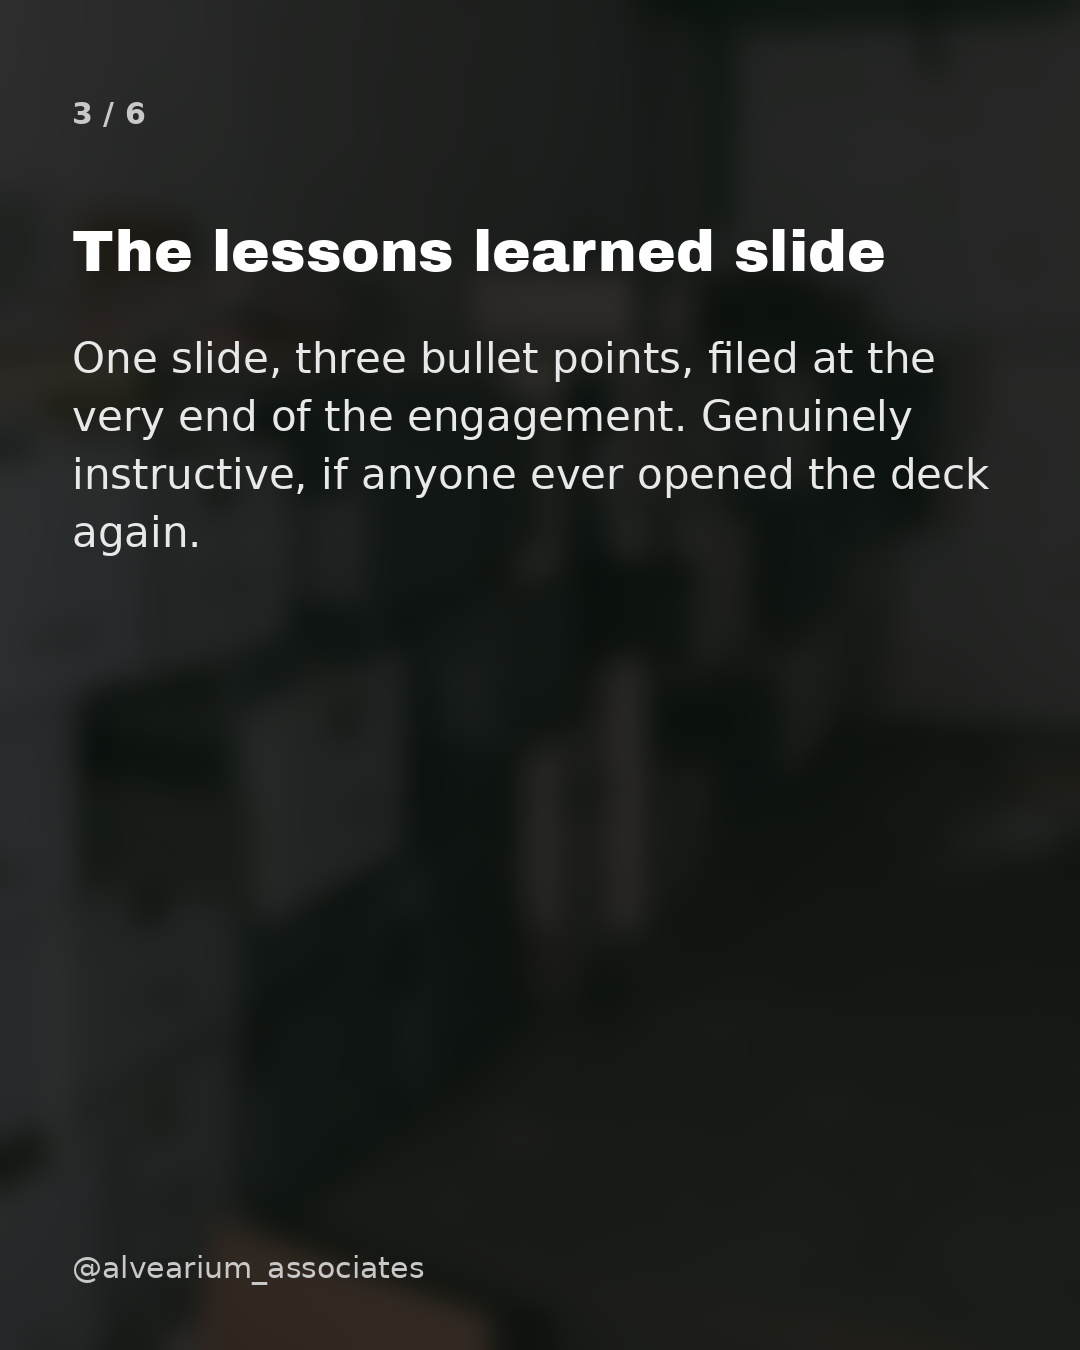 3 / 6
The lessons learned slide
One slide, three bullet points, filed at the
very end of the engagement. Genuinely
instructive, if anyone ever opened the deck
again.
@alvearium_associates